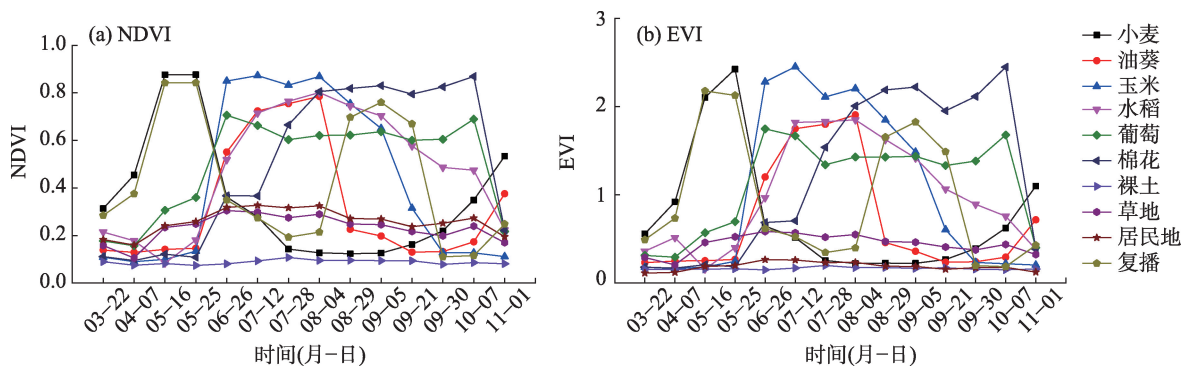 (a) NDVI
NDVI
1.0
0.8
0.6
0.4
0.2
0.0
03-22
04-07
05-16
05-25
06-26
07-12
07-28
08-04
08-29
09-05
09-21
09-30
10-07
11-01
时间(月-日)
(b) EVI
EVI
3
2
1
0
03-22
04-07
05-16
05-25
06-26
07-12
07-28
08-04
08-29
09-05
09-21
09-30
10-07
11-01
时间(月-日)
小麦
油葵
玉米
水稻
葡萄
棉花
裸土
草地
居民地
复播